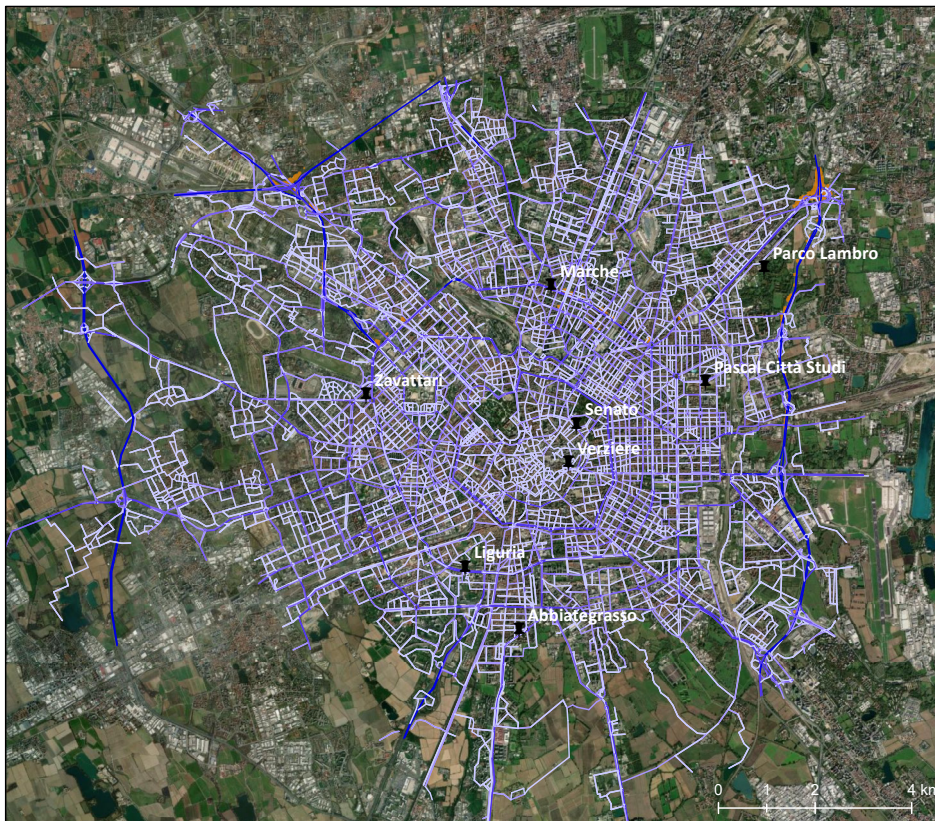 Parco Lambro
Marche
Pascal Città Studi
Zavattari
Senato
Verziere
Liguria
Abbiategrasso
0 1 2 4 km